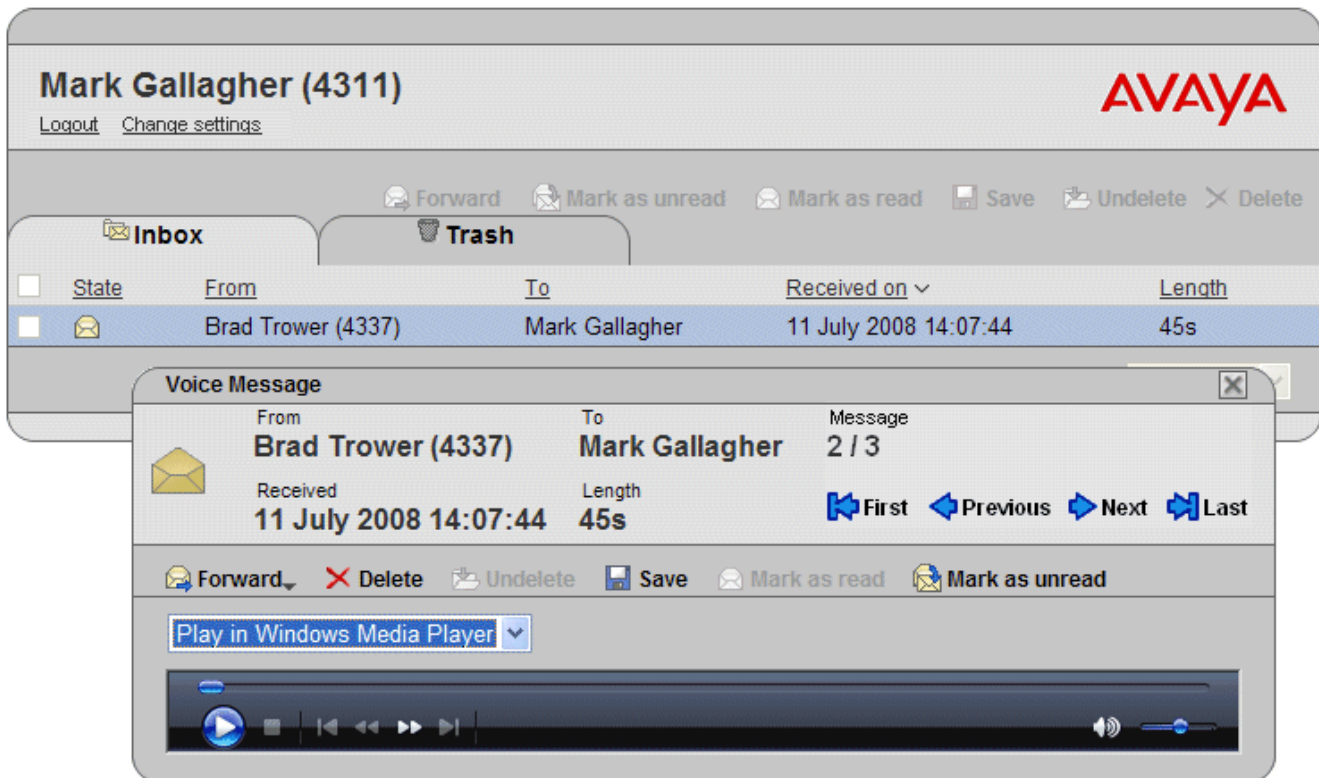 Mark Gallagher (4311)
AVAYA
Logout Change settings
Forward Mark as unread Mark as read Save Undelete Delete
Inbox Trash
State From To Received on Length
Brad Trower (4337) Mark Gallagher 11 July 2008 14:07:44 45s
Voice Message
From To Message
Brad Trower (4337) Mark Gallagher 2 / 3
Received Length
11 July 2008 14:07:44 45s First Previous Next Last
Forward Delete Undelete Save Mark as read Mark as unread
Play in Windows Media Player